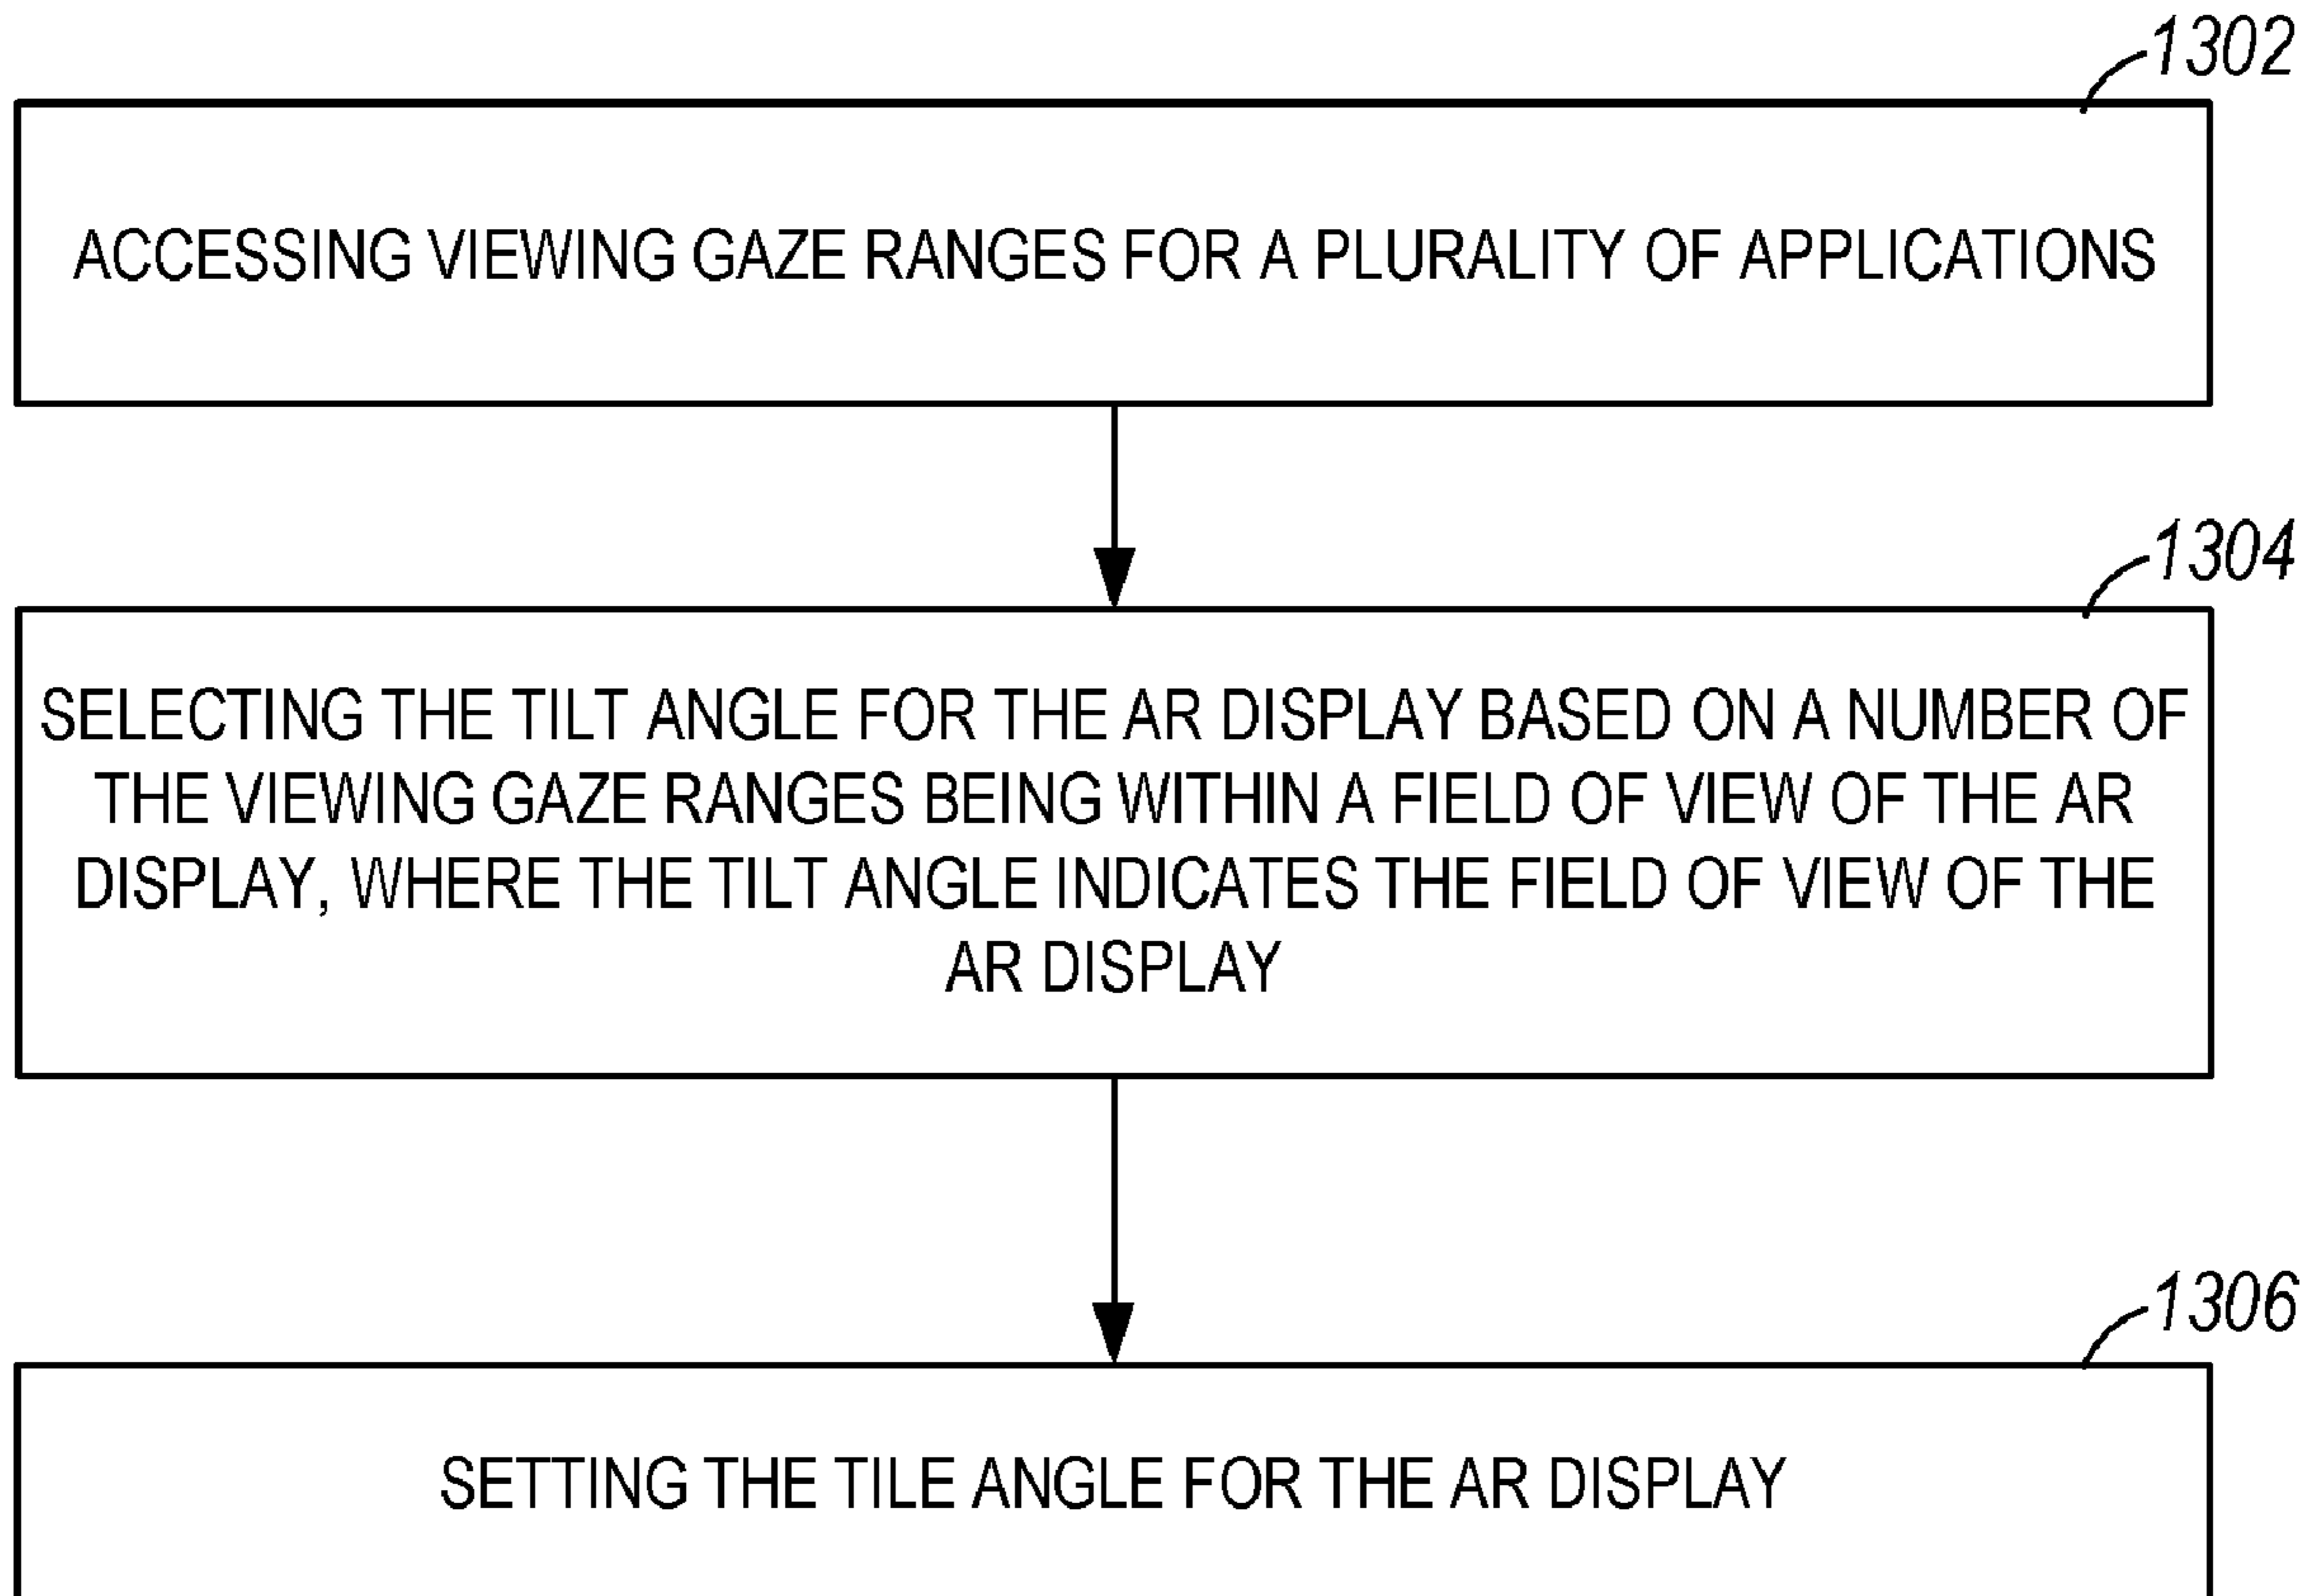 1302
ACCESSING VIEWING GAZE RANGES FOR A PLURALITY OF APPLICATIONS
1304
SELECTING THE TILT ANGLE FOR THE AR DISPLAY BASED ON A NUMBER OF
THE VIEWING GAZE RANGES BEING WITHIN A FIELD OF VIEW OF THE AR
DISPLAY, WHERE THE TILT ANGLE INDICATES THE FIELD OF VIEW OF THE
AR DISPLAY
1306
SETTING THE TILE ANGLE FOR THE AR DISPLAY